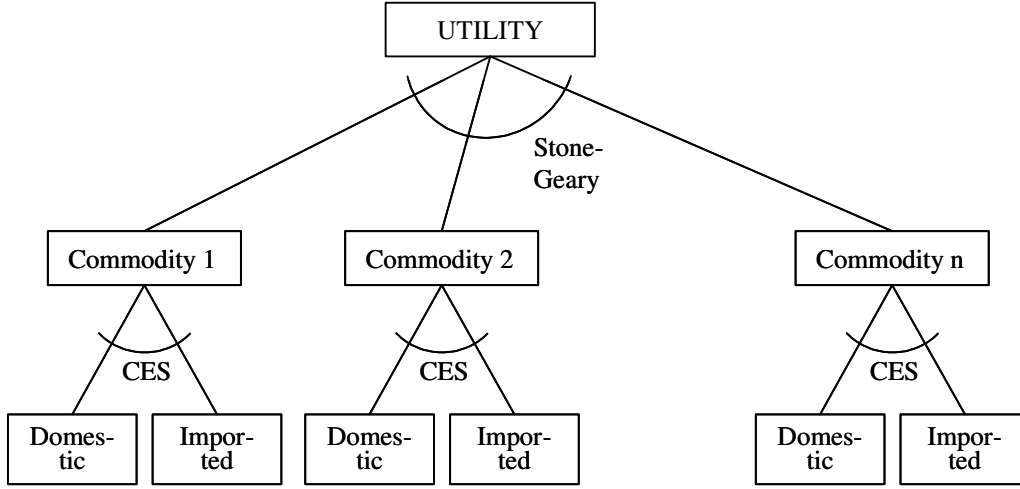 UTILITY
Stone-
Geary
Commodity 1
Commodity 2
Commodity n
CES
CES
CES
Domes-
tic
Impor-
ted
Domes-
tic
Impor-
ted
Domes-
tic
Impor-
ted